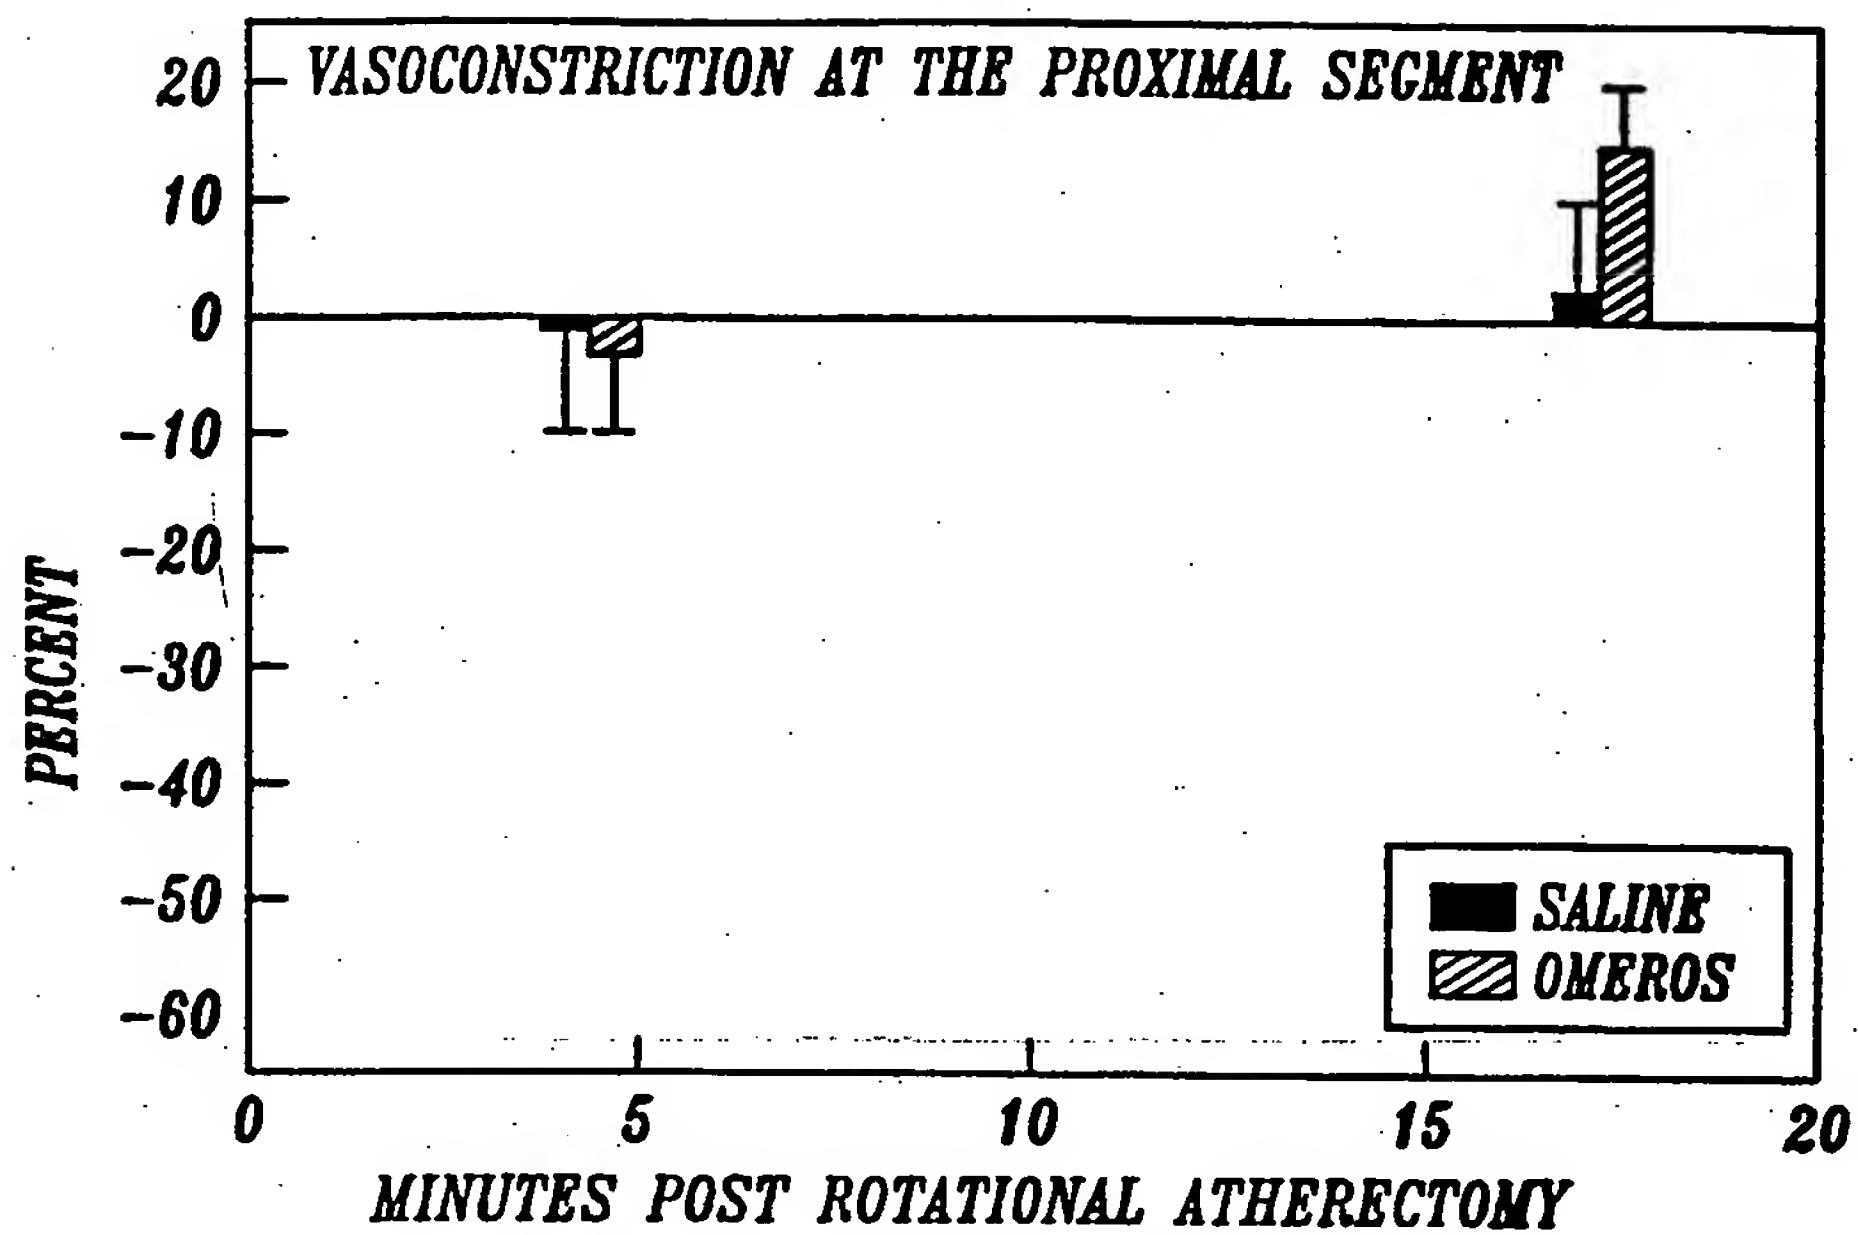 VASOCONSTRICTION AT THE PROXIMAL SEGMENT
20
10
0
-10
-20
-30
-40
-50
-60
PERCENT
SALINE
OMEROS
0 5 10 15 20
MINUTES POST ROTATIONAL ATHERECTOMY